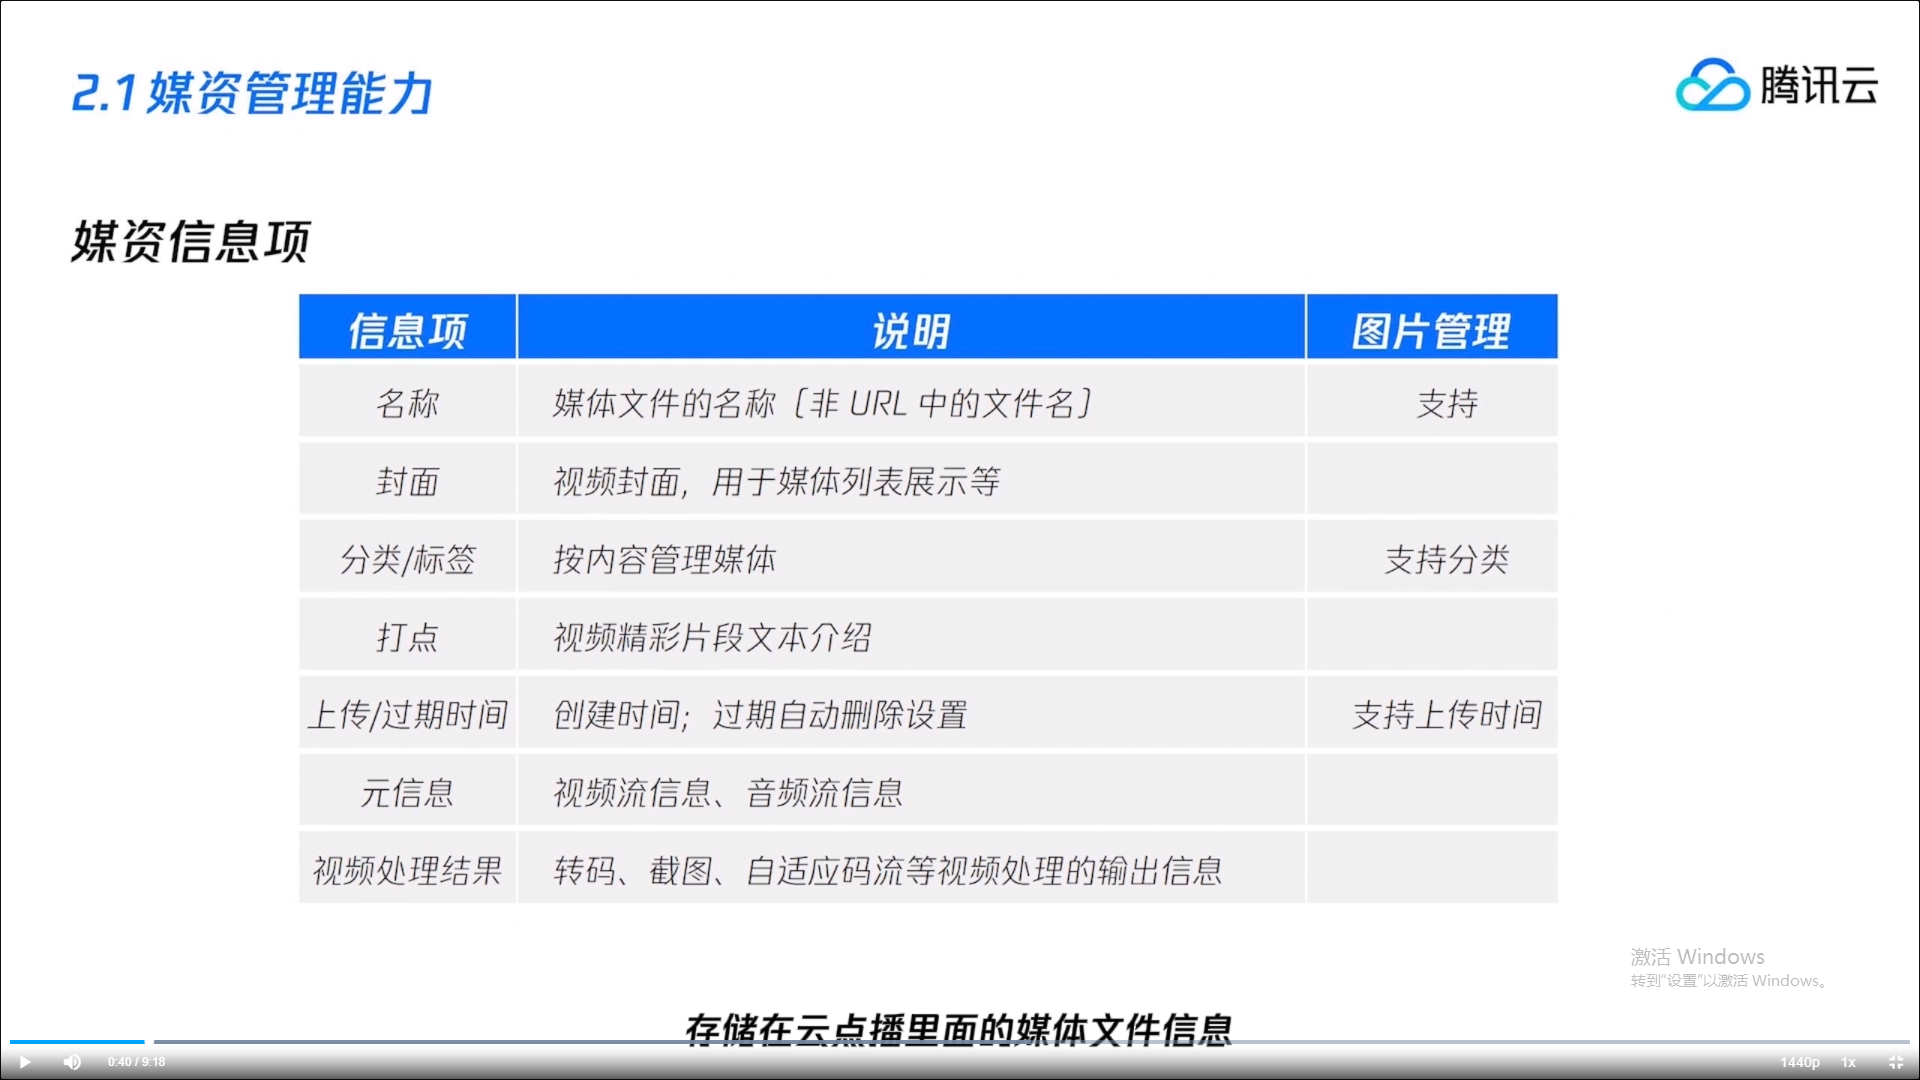 2.1 媒资管理能力
腾讯云
媒资信息项
信息项 说明 图片管理
名称 媒体文件的名称〔非 URL 中的文件名〕 支持
封面 视频封面，用于媒体列表展示等
分类/标签 按内容管理媒体 支持分类
打点 视频精彩片段文本介绍
上传/过期时间 创建时间；过期自动删除设置 支持上传时间
元信息 视频流信息、音频流信息
视频处理结果 转码、截图、自适应码流等视频处理的输出信息
激活 Windows
转到“设置”以激活 Windows。
存储在云点播里面的媒体文件信息
0:40 / 9:18 1440p 1x